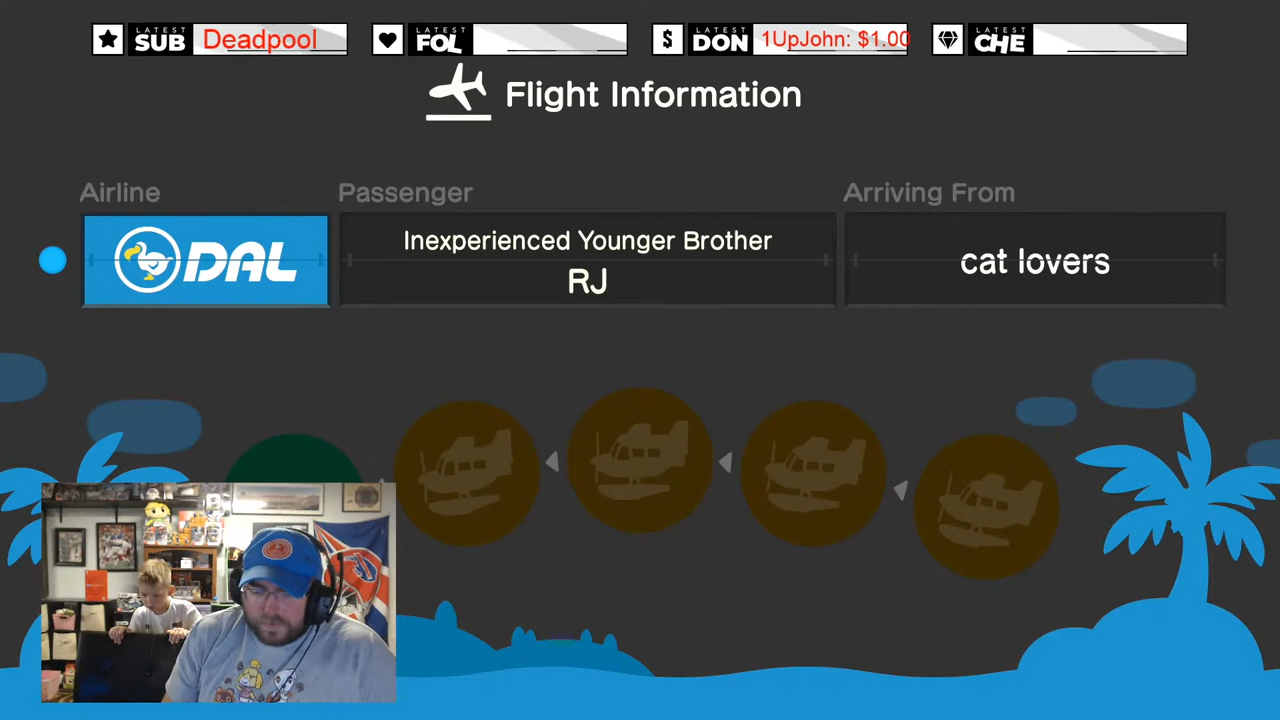 LATEST SUB Deadpool
LATEST FOL
LATEST DON 1UpJohn: $1.00
LATEST CHE
Flight Information
Airline
Passenger
Arriving From
DAL
Inexperienced Younger Brother
RJ
cat lovers